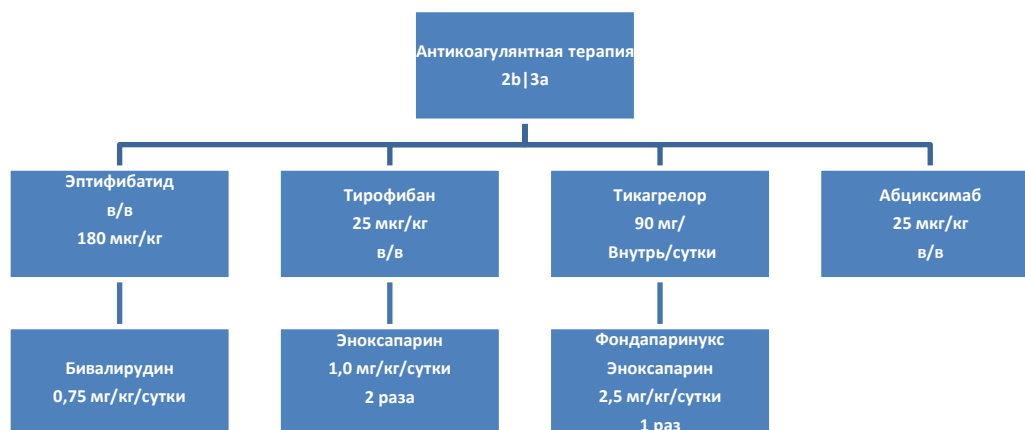 Антикоагулянтная терапия
2b|3a
Эптифибатид
в/в
180 мкг/кг
Тирофибан
25 мкг/кг
в/в
Тикагрелор
90 мг/
Внутрь/сутки
Абциксимаб
25 мкг/кг
в/в
Бивалирудин
0,75 мг/кг/сутки
Эноксапарин
1,0 мг/кг/сутки
2 раза
Фондапаринукс
Эноксапарин
2,5 мг/кг/сутки
1 раз